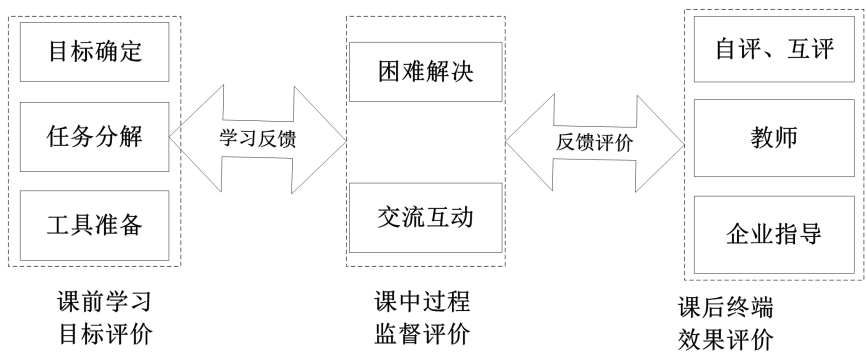 目标确定
任务分解
工具准备
学习反馈
困难解决
交流互动
反馈评价
自评、互评
教师
企业指导
课前学习
目标评价
课中过程
监督评价
课后终端
效果评价